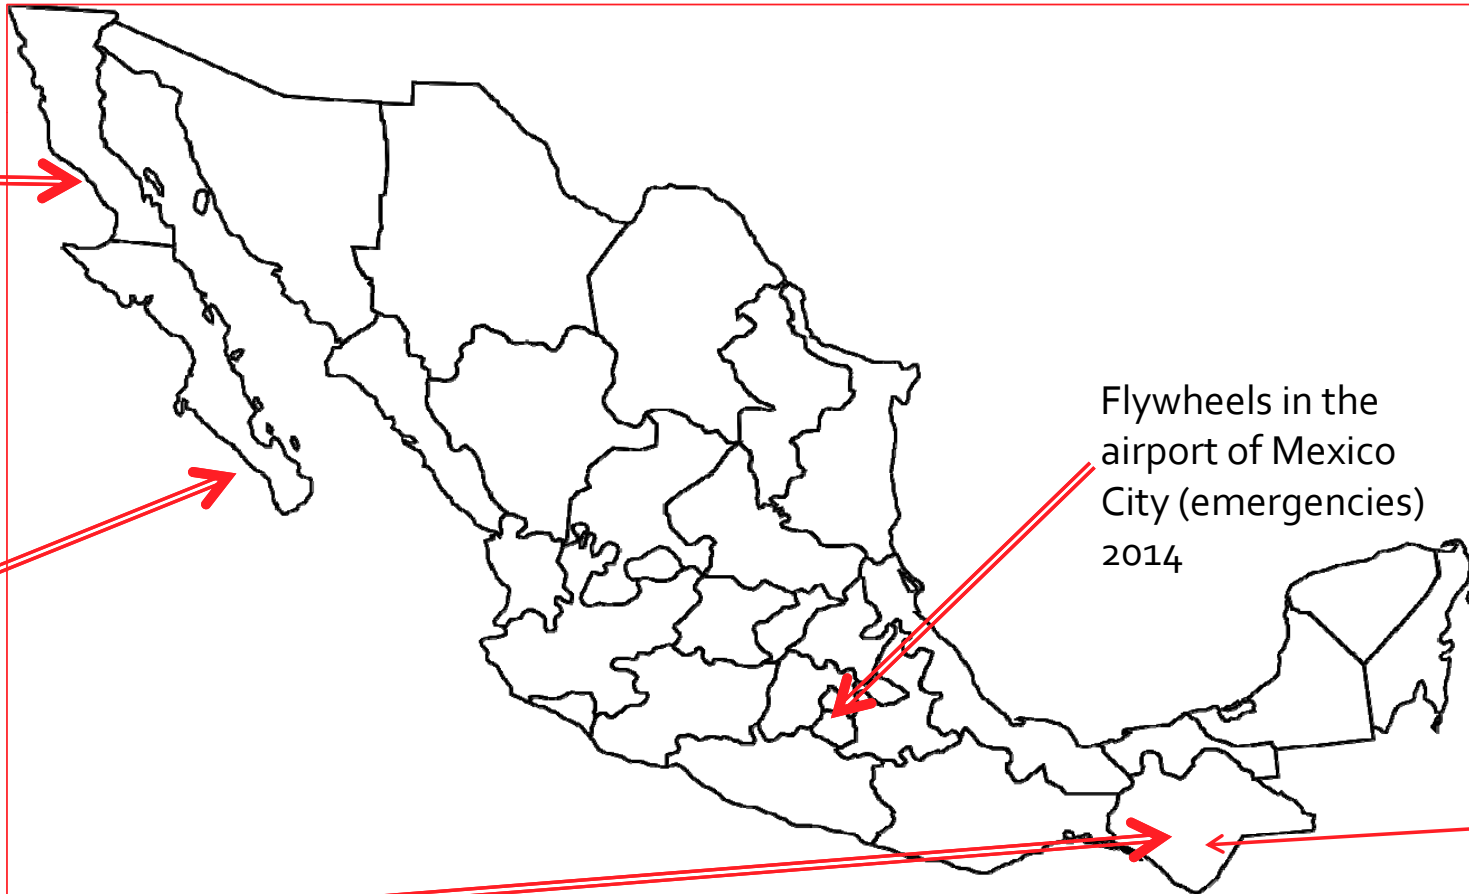 Flywheels in the
airport of Mexico
City (emergencies)
2014